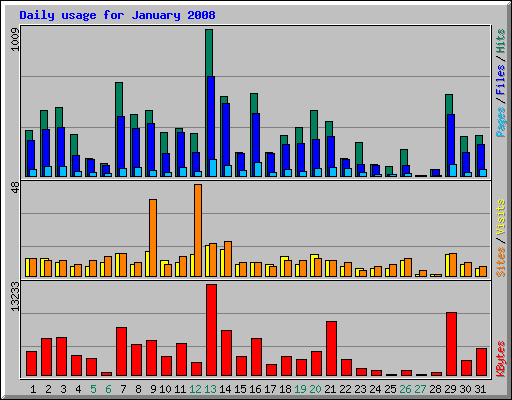 Daily usage for January 2008
1009
Pages / Files / Hits
48
Sites / Visits
13233
KBytes
1 2 3 4 5 6 7 8 9 10 11 12 13 14 15 16 17 18 19 20 21 22 23 24 25 26 27 28 29 30 31